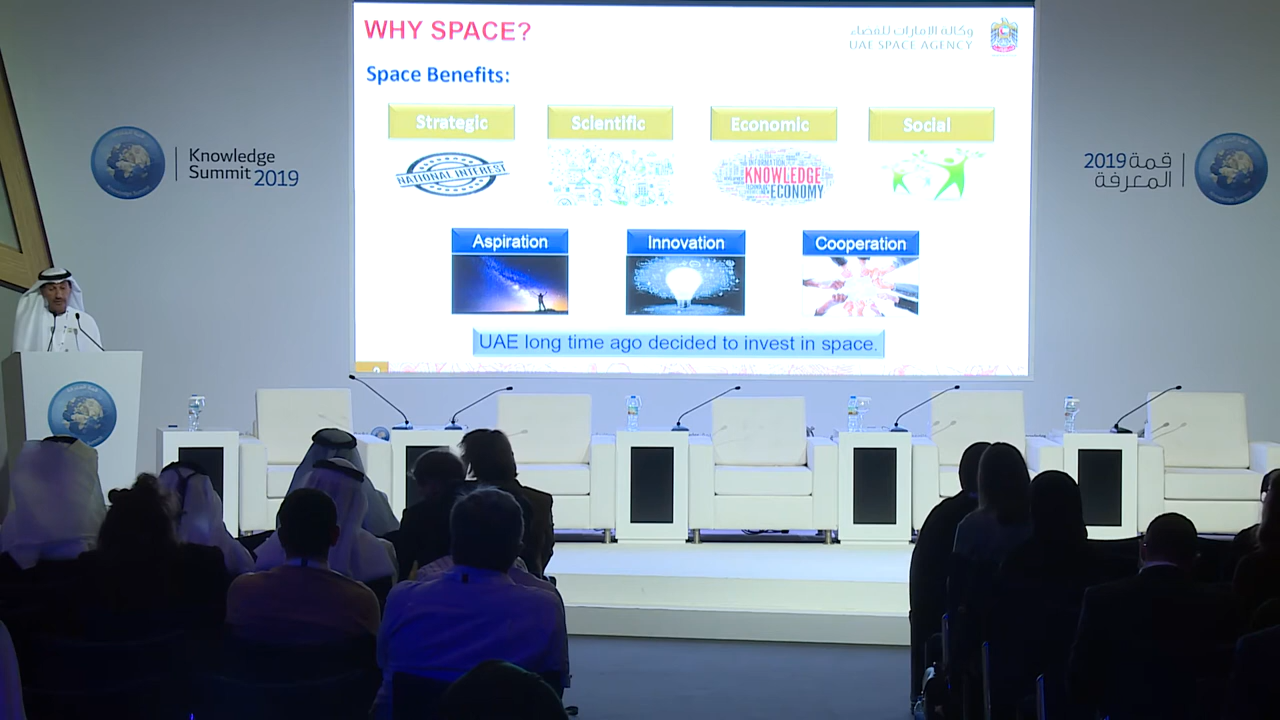 WHY SPACE?
وكالة الإمارات للفضاء
UAE SPACE AGENCY
Space Benefits:
Strategic
Scientific
Economic
Social
NATIONAL INTEREST
INFORMATION
KNOWLEDGE
ECONOMY
Aspiration
Innovation
Cooperation
UAE long time ago decided to invest in space.
Knowledge
Summit 2019
قمة 2019
المعرفة